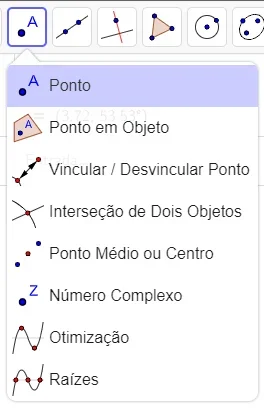 A
A
Ponto
A
Ponto em Objeto
Vincular / Desvincular Ponto
Interseção de Dois Objetos
Ponto Médio ou Centro
Z
Número Complexo
Otimização
Raízes